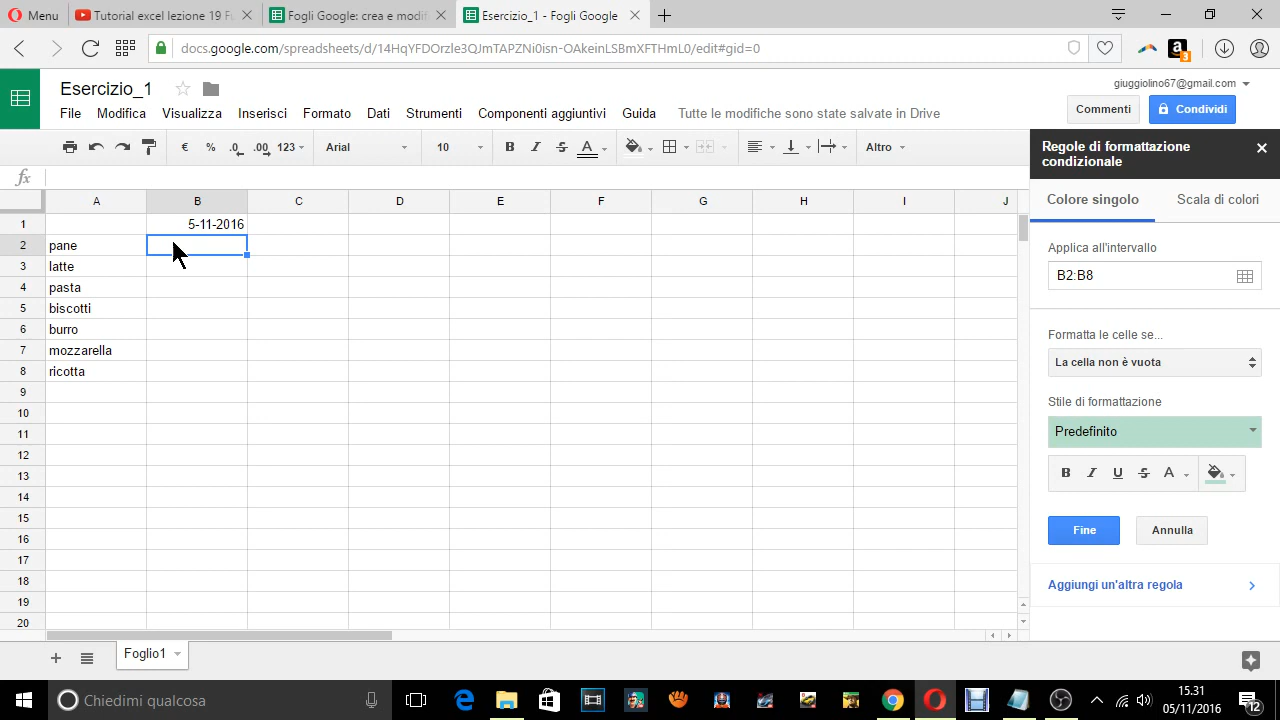 Menu
Tutorial excel lezione 19 Fu
Fogli Google: crea e modif
Esercizio_1 - Fogli Google
docs.google.com/spreadsheets/d/14HqYFDOrzIe3QJmTAPZNi0isn-OAkeinLSBmXFTHmL0/edit#gid=0
3
Esercizio_1
giuggiolino67@gmail.com
File Modifica Visualizza Inserisci Formato Dati Strumenti Componenti aggiuntivi Guida Tutte le modifiche sono state salvate in Drive
Commenti
Condividi
€ % .0 .00 123 Arial 10 B I S A Altro
fx
Regole di formattazione
condizionale
A B C D E F G H I J
Colore singolo Scala di colori
1 5-11-2016
2 pane
3 latte
4 pasta
5 biscotti
6 burro
7 mozzarella
8 ricotta
9
10
11
12
13
14
15
16
17
18
19
20
Applica all'intervallo
B2:B8
Formatta le celle se...
La cella non è vuota
Stile di formattazione
Predefinito
B I U S A
Fine
Annulla
Aggiungi un'altra regola
Foglio1
Chiedimi qualcosa
15.31
05/11/2016
12